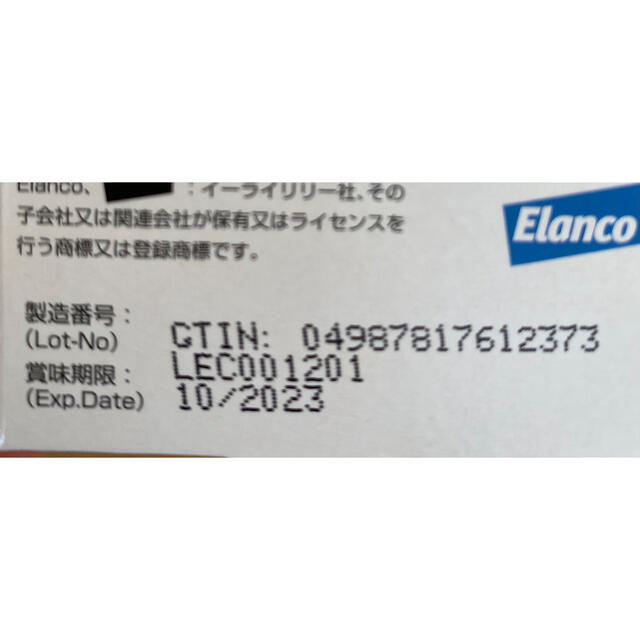 Elanco、 : イーライリリー社、その
子会社又は関連会社が保有又はライセンスを
行う商標又は登録商標です。
Elanco
製造番号 :
(Lot-No)
GTIN: 04987817612373
LEC001201
賞味期限 :
(Exp.Date)
10/2023